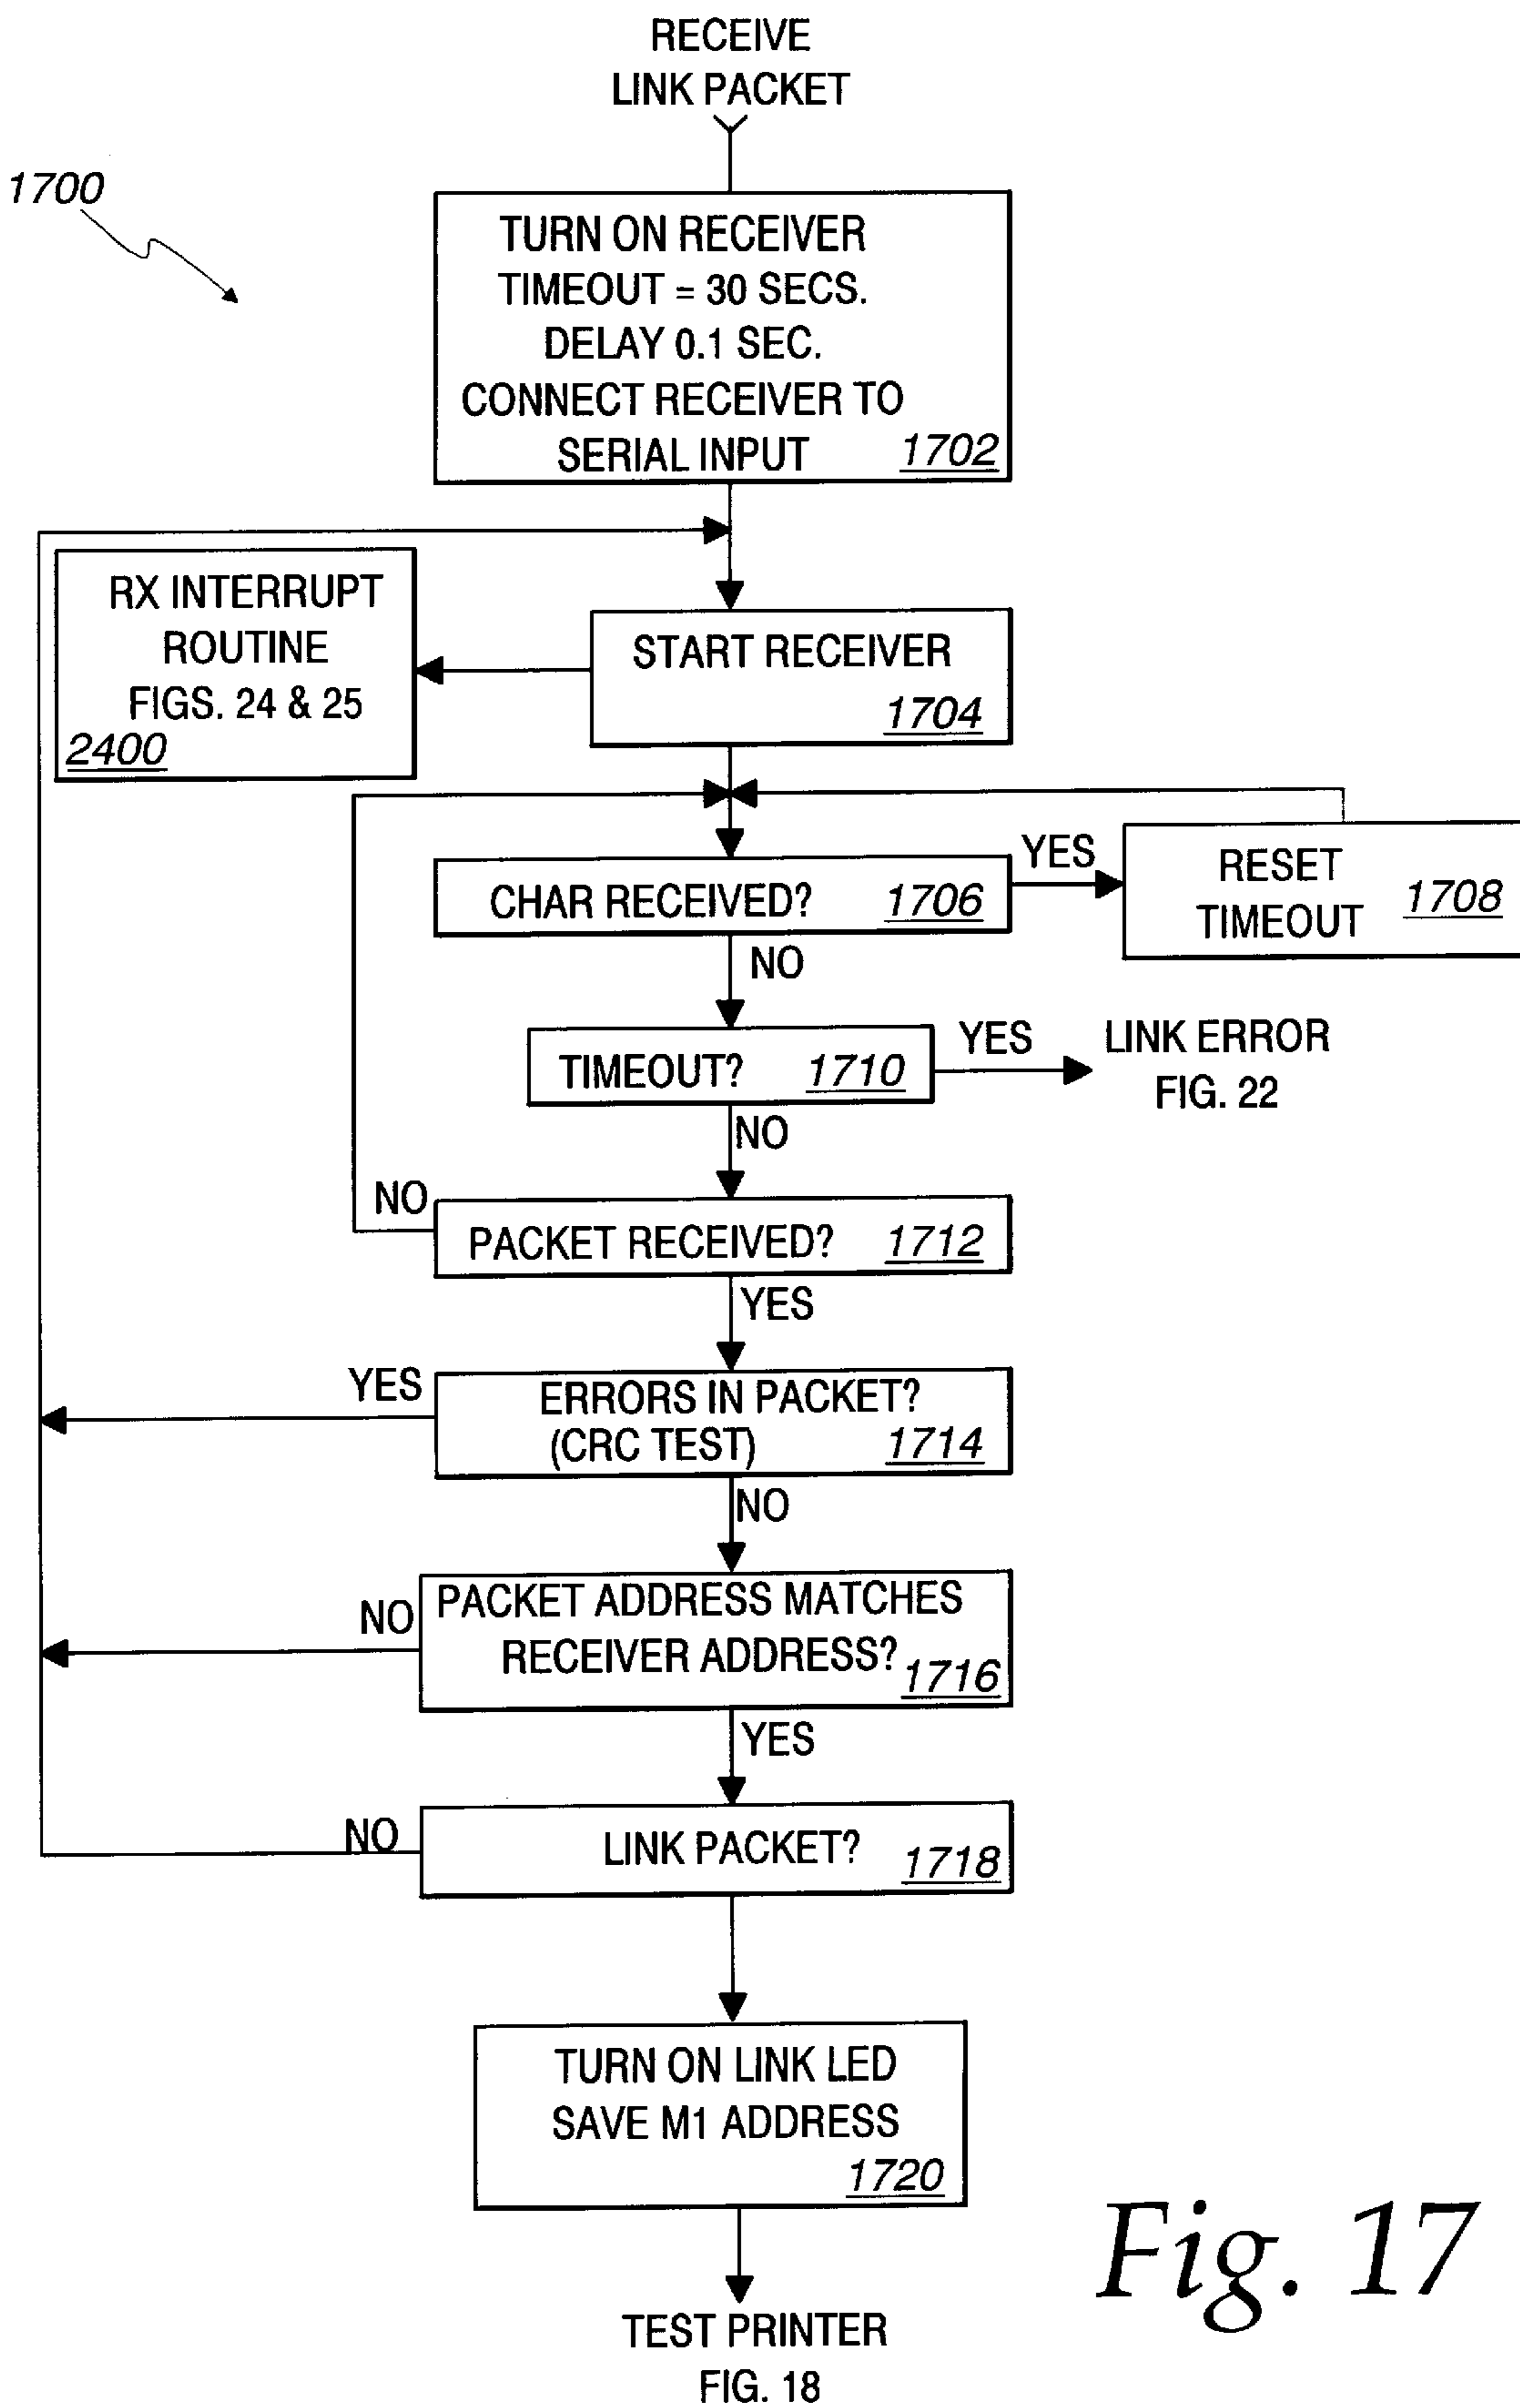 RECEIVE
LINK PACKET
1700
TURN ON RECEIVER
TIMEOUT = 30 SECS.
DELAY 0.1 SEC.
CONNECT RECEIVER TO
SERIAL INPUT 1702
RX INTERRUPT
ROUTINE
FIGS. 24 & 25
2400
START RECEIVER
1704
CHAR RECEIVED? 1706
YES
RESET
TIMEOUT 1708
NO
TIMEOUT? 1710
YES
LINK ERROR
FIG. 22
NO
NO
PACKET RECEIVED? 1712
YES
YES
ERRORS IN PACKET?
(CRC TEST) 1714
NO
NO
PACKET ADDRESS MATCHES
RECEIVER ADDRESS? 1716
YES
NO
LINK PACKET? 1718
TURN ON LINK LED
SAVE M1 ADDRESS
1720
TEST PRINTER
FIG. 18
Fig. 17